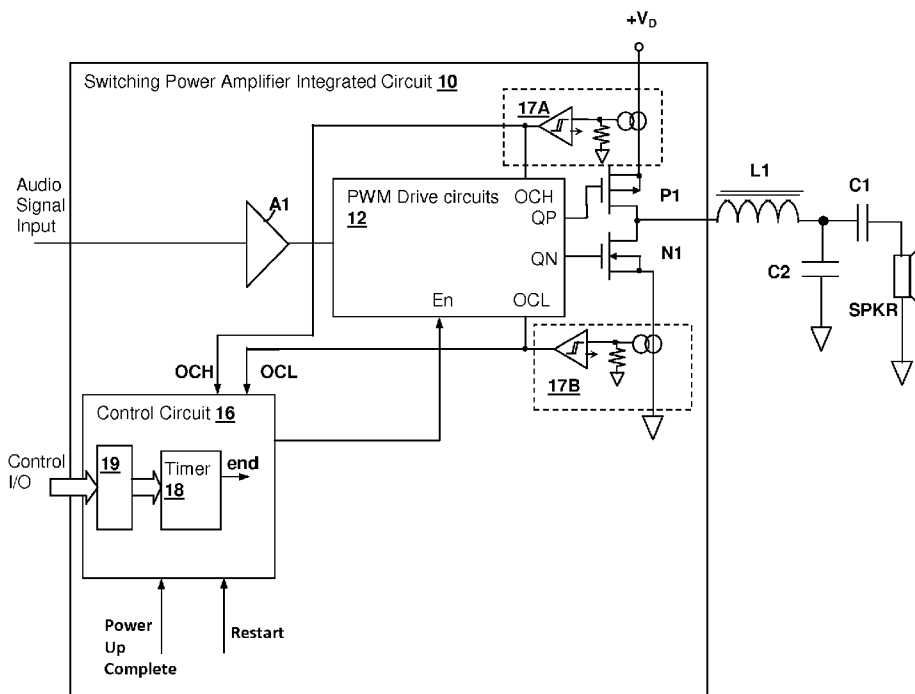 +VD
Switching Power Amplifier Integrated Circuit 10
17A
Audio
Signal
Input
A1
PWM Drive circuits
12
OCH
QP
QN
En
OCL
P1
N1
L1
C1
C2
SPKR
17B
OCH
OCL
Control Circuit 16
Control
I/O
19
Timer
18
end
Power
Up
Complete
Restart